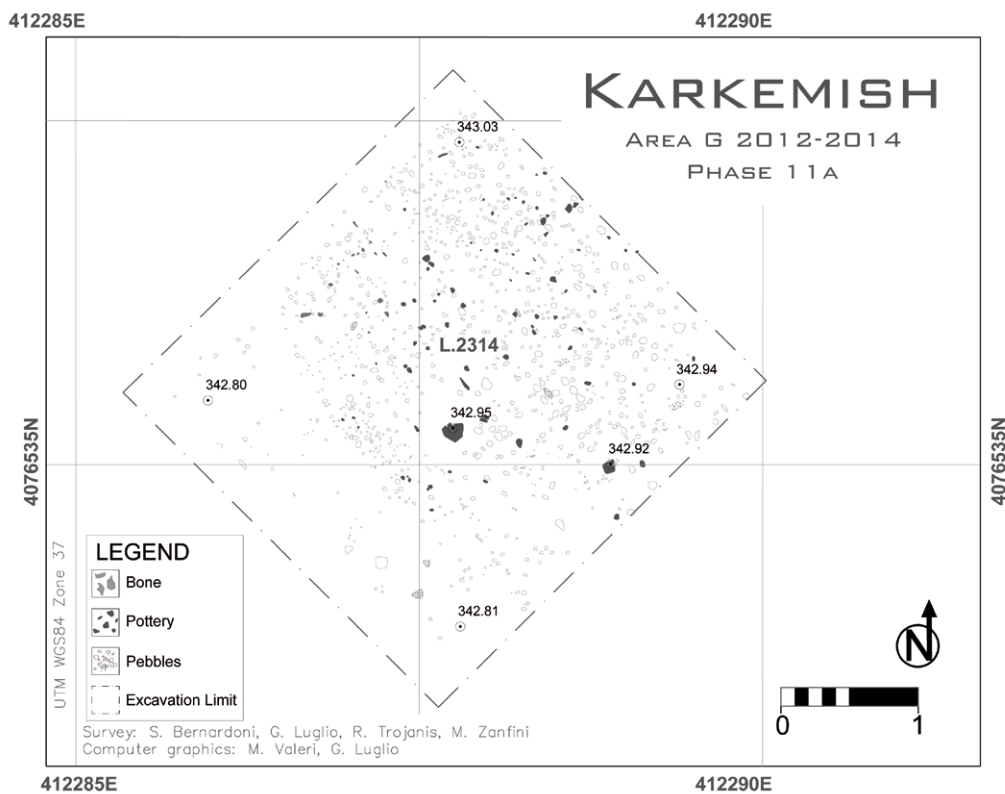 412285E 412290E
KARKEMISH
AREA G 2012-2014
PHASE 11A
343.03
L.2314
342.94
342.80
342.95
342.92
4076535N 4076535N
342.81
LEGEND
Bone
Pottery
Pebbles
Excavation Limit
UTM WGS84 Zone 37
N
0 1
Survey: S. Bernardoni, G. Luglio, R. Trojanis, M. Zanfini
Computer graphics: M. Valeri, G. Luglio
412285E 412290E